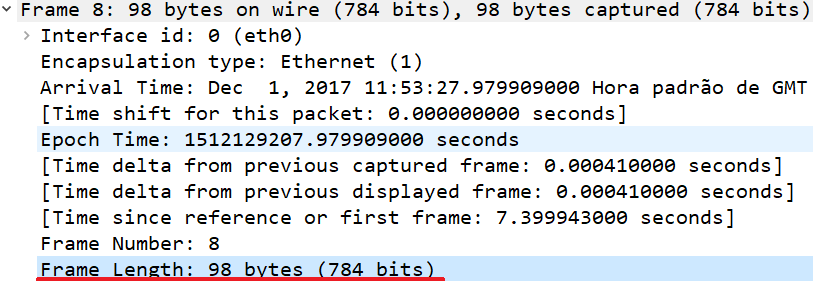 Frame 8: 98 bytes on wire (784 bits), 98 bytes captured (784 bits)
Interface id: 0 (eth0)
Encapsulation type: Ethernet (1)
Arrival Time: Dec  1, 2017 11:53:27.979909000 Hora padrão de GMT
[Time shift for this packet: 0.000000000 seconds]
Epoch Time: 1512129207.979909000 seconds
[Time delta from previous captured frame: 0.000410000 seconds]
[Time delta from previous displayed frame: 0.000410000 seconds]
[Time since reference or first frame: 7.399943000 seconds]
Frame Number: 8
Frame Length: 98 bytes (784 bits)